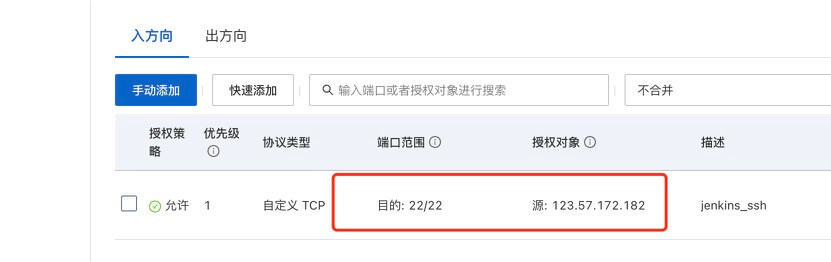 入方向 出方向
手动添加 快速添加 输入端口或者授权对象进行搜索 不合并
授权策略 优先级 协议类型 端口范围 授权对象 描述
允许 1 自定义 TCP 目的: 22/22 源: 123.57.172.182 jenkins_ssh